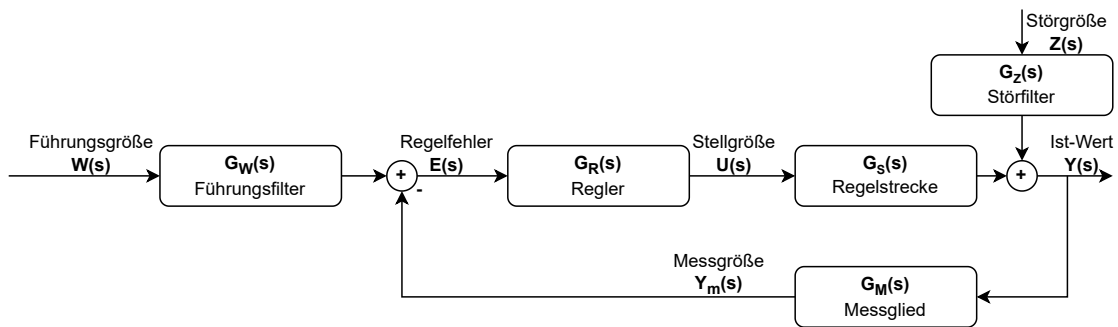 Störgröße
Z(s)
G_Z(s)
Störfilter
Führungsgröße
W(s)
G_W(s)
Führungsfilter
+
-
Regelfehler
E(s)
G_R(s)
Regler
Stellgröße
U(s)
G_S(s)
Regelstrecke
+
Ist-Wert
Y(s)
Messgröße
Y_m(s)
G_M(s)
Messglied